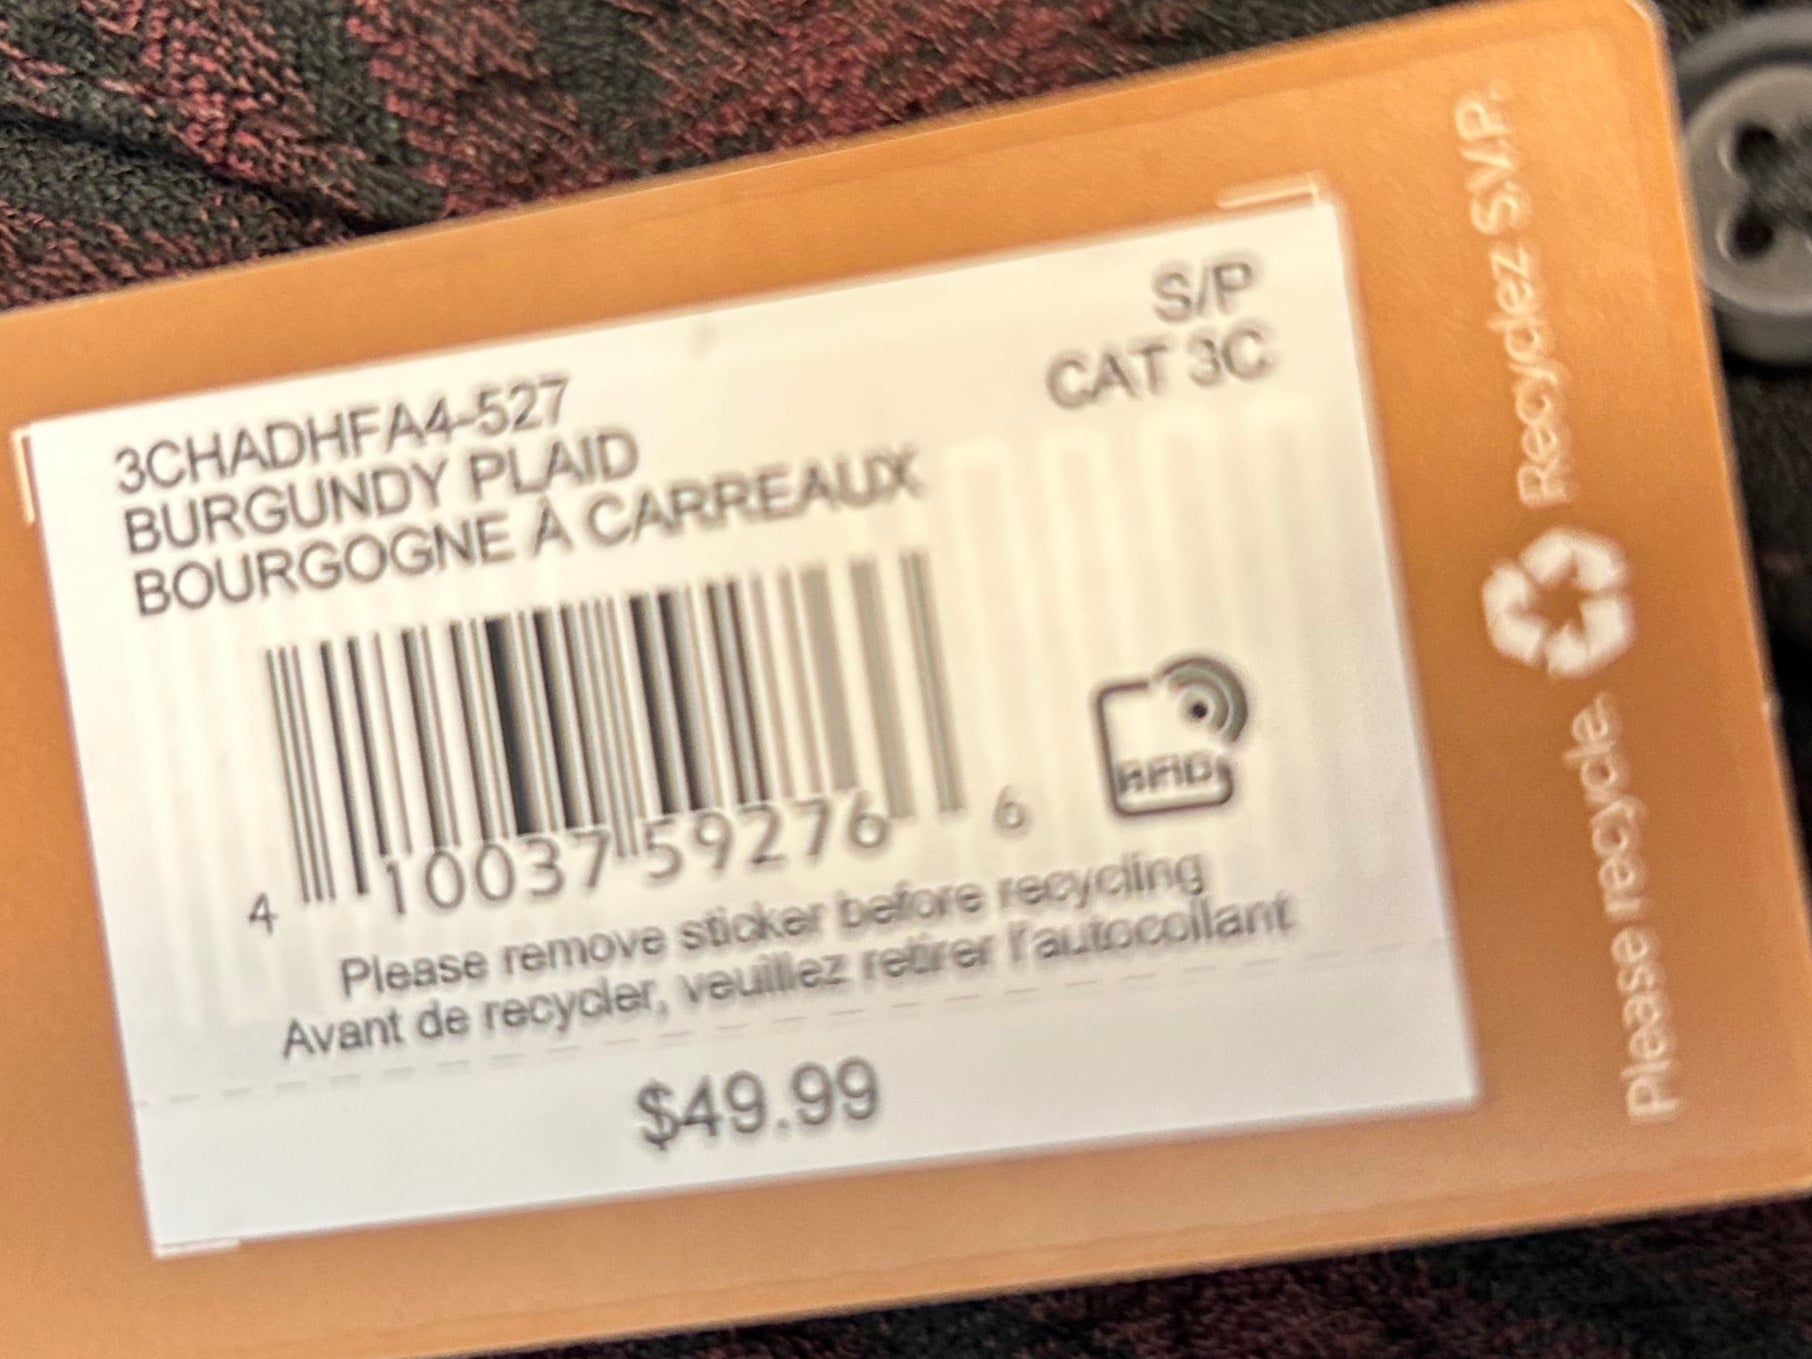 S/P
CAT 3C
3CHADHFA4-527
BURGUNDY PLAID
BOURGOGNE À CARREAUX
RFID
4 10037 59276 6
Please remove sticker before recycling
Avant de recycler, veuillez retirer l'autocollant
$49.99
Please recycle. Recyclez S.V.P.